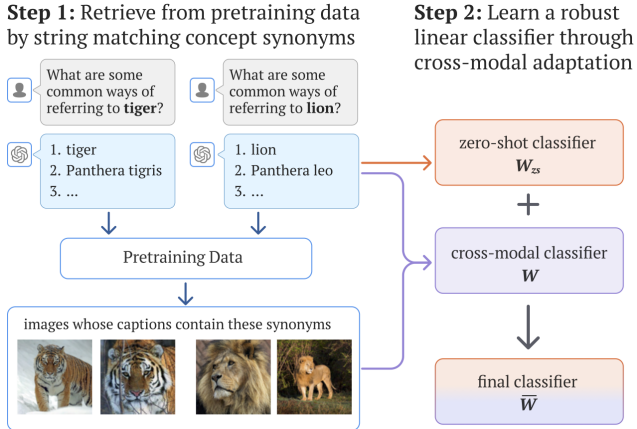 Step 1: Retrieve from pretraining data
by string matching concept synonyms
What are some
common ways of
referring to tiger?
What are some
common ways of
referring to lion?
1. tiger
2. Panthera tigris
3. ...
1. lion
2. Panthera leo
3. ...
Pretraining Data
images whose captions contain these synonyms
Step 2: Learn a robust
linear classifier through
cross-modal adaptation
zero-shot classifier
W_zs
+
cross-modal classifier
W
final classifier
W̅